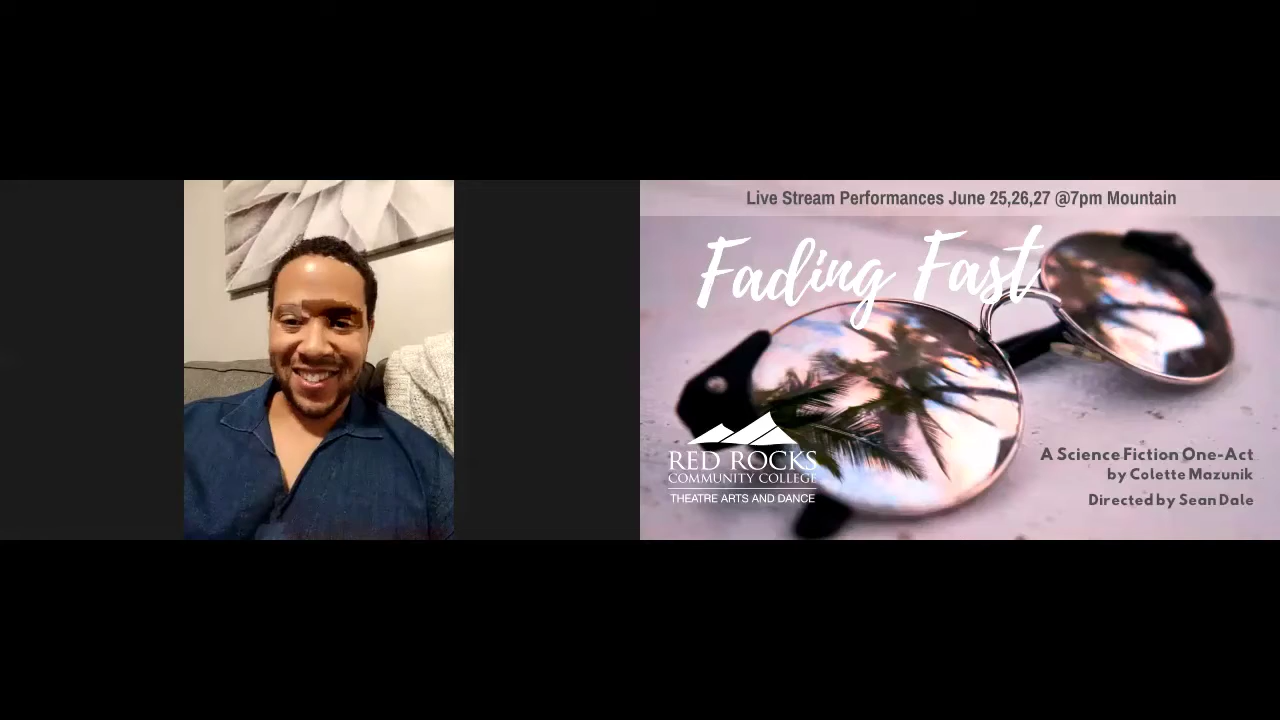 Live Stream Performances June 25,26,27 @7pm Mountain
Fading Fast
RED ROCKS
COMMUNITY COLLEGE
THEATRE ARTS AND DANCE
A Science Fiction One-Act
by Colette Mazunik
Directed by Sean Dale